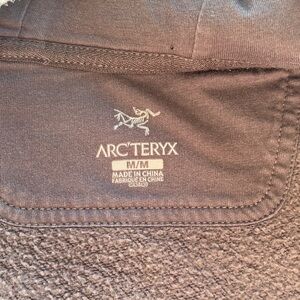 ARC'TERYX
M/M
MADE IN CHINA
FABRIQUÉ EN CHINE